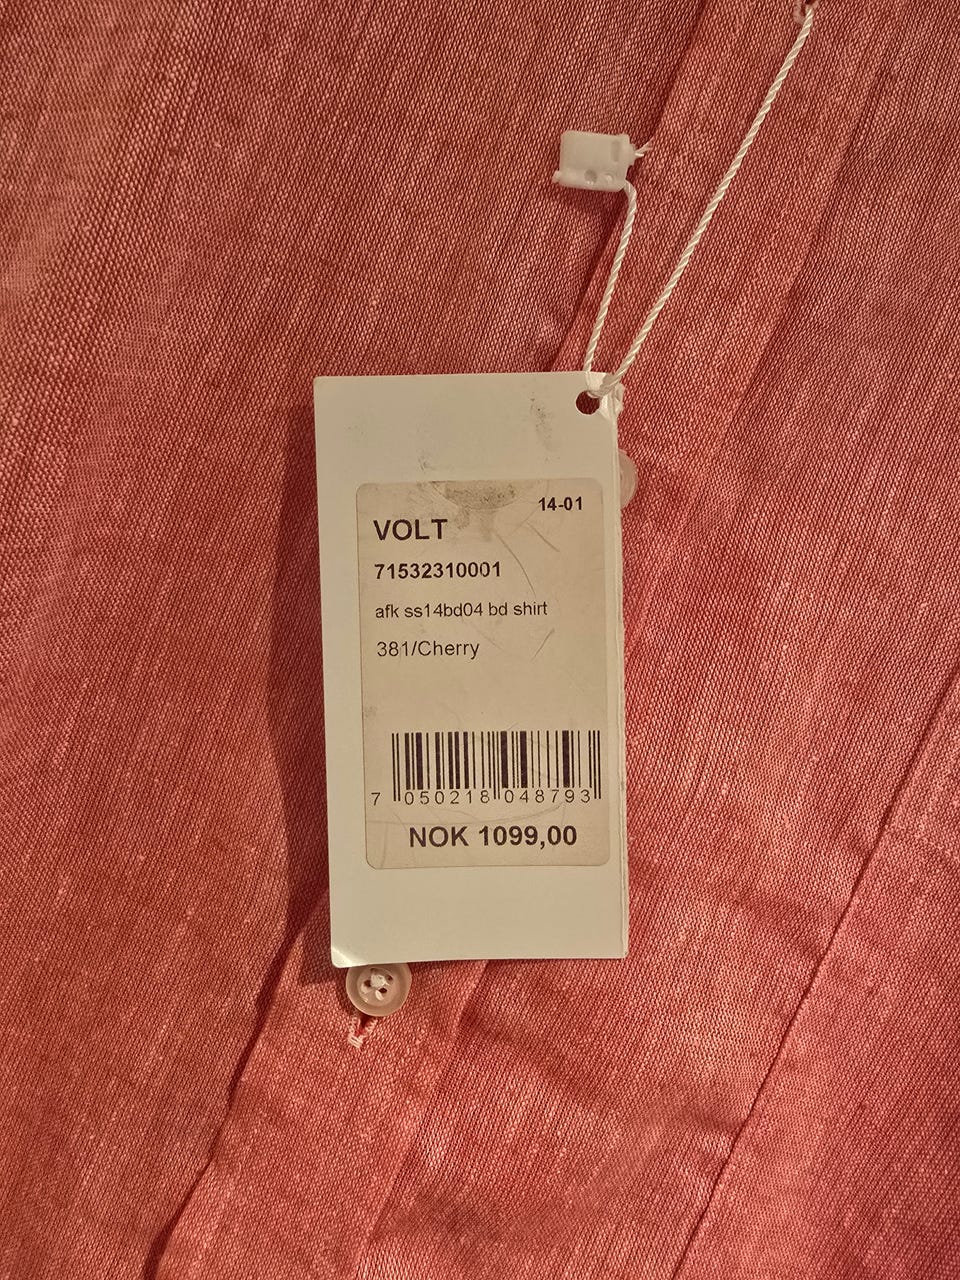 14-01
VOLT
71532310001
afk ss14bd04 bd shirt
381/Cherry
7 050218 048793
NOK 1099,00